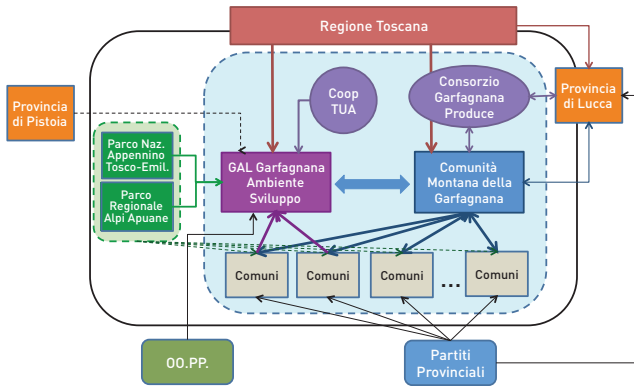 Regione Toscana
Coop
TUA
Consorzio
Garfagnana
Produce
Provincia
di Lucca
Provincia
di Pistoia
Parco Naz.
Appennino
Tosco-Emil.
Parco
Regionale
Alpi Apuane
GAL Garfagnana
Ambiente
Sviluppo
Comunità
Montana della
Garfagnana
Comuni
Comuni
Comuni
...
Comuni
OO.PP.
Partiti
Provinciali